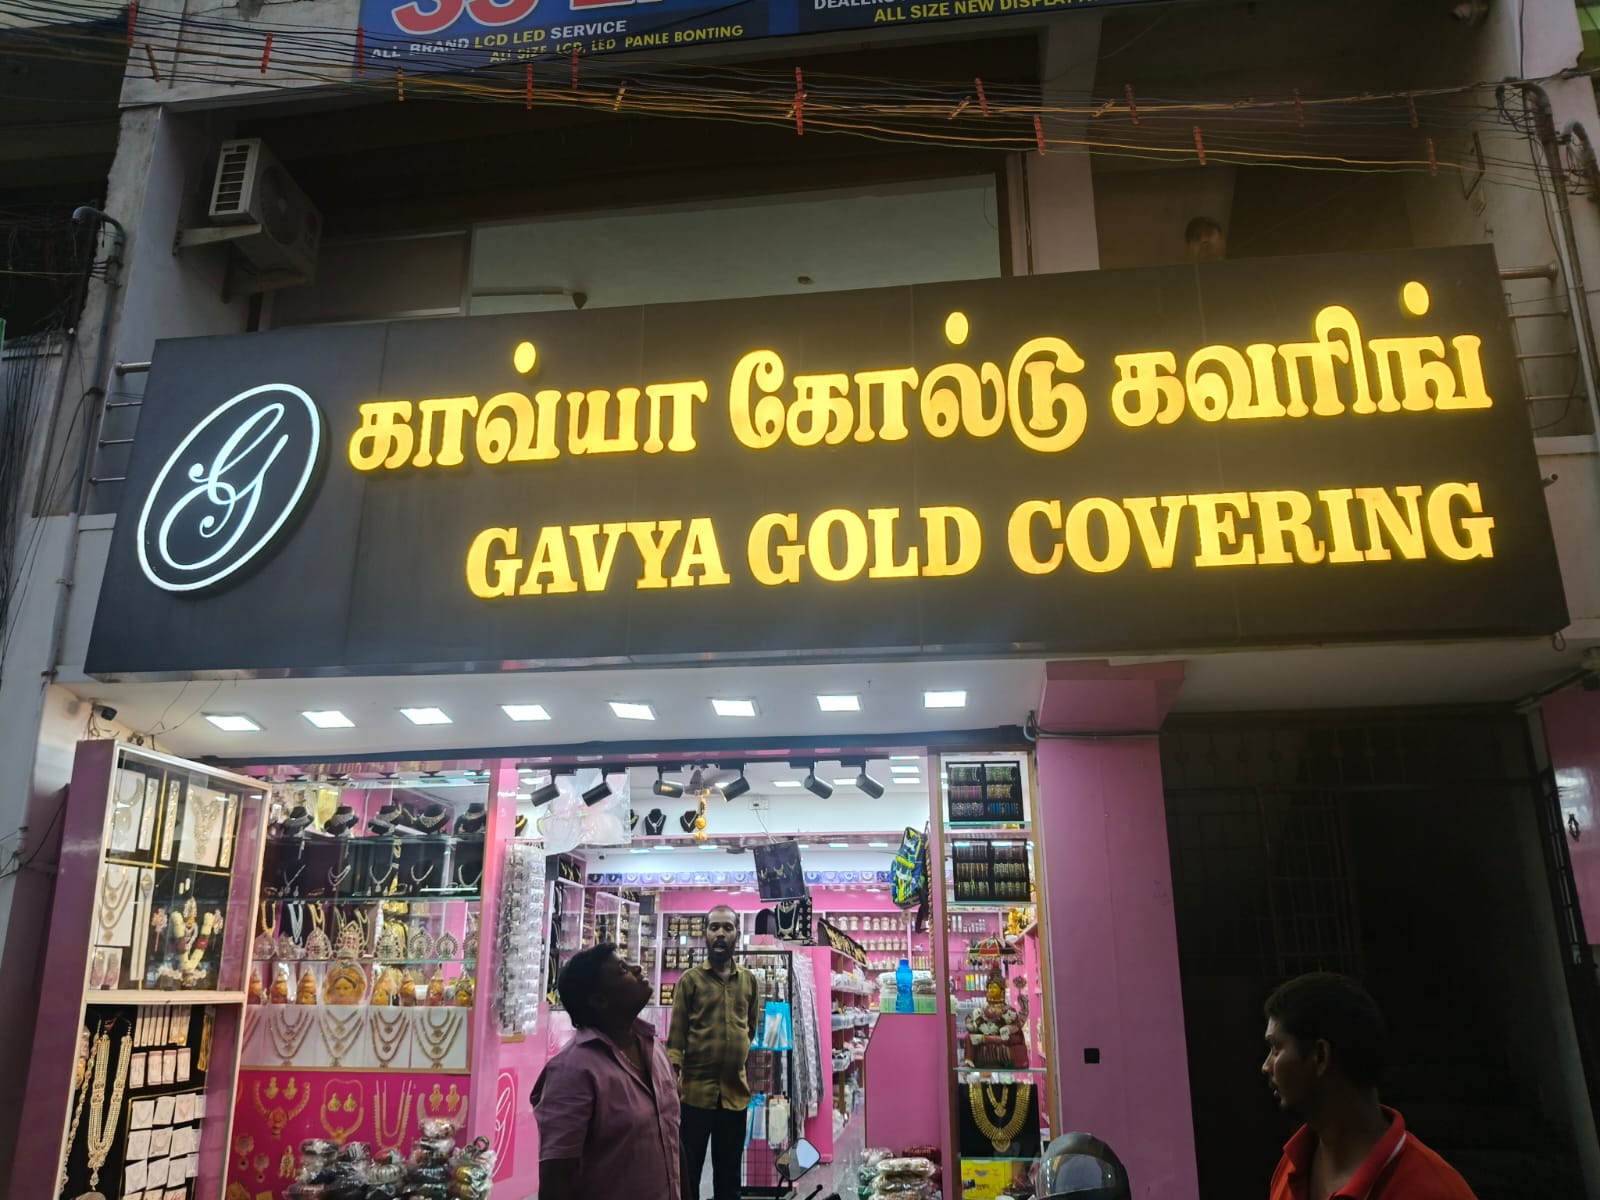 ALL BRAND LCD LED SERVICE
ALL SIZE LCD, LED PANLE BONTING
ALL SIZE NEW DISPLAY
G
காவ்யா கோல்டு கவரிங்
GAVYA GOLD COVERING